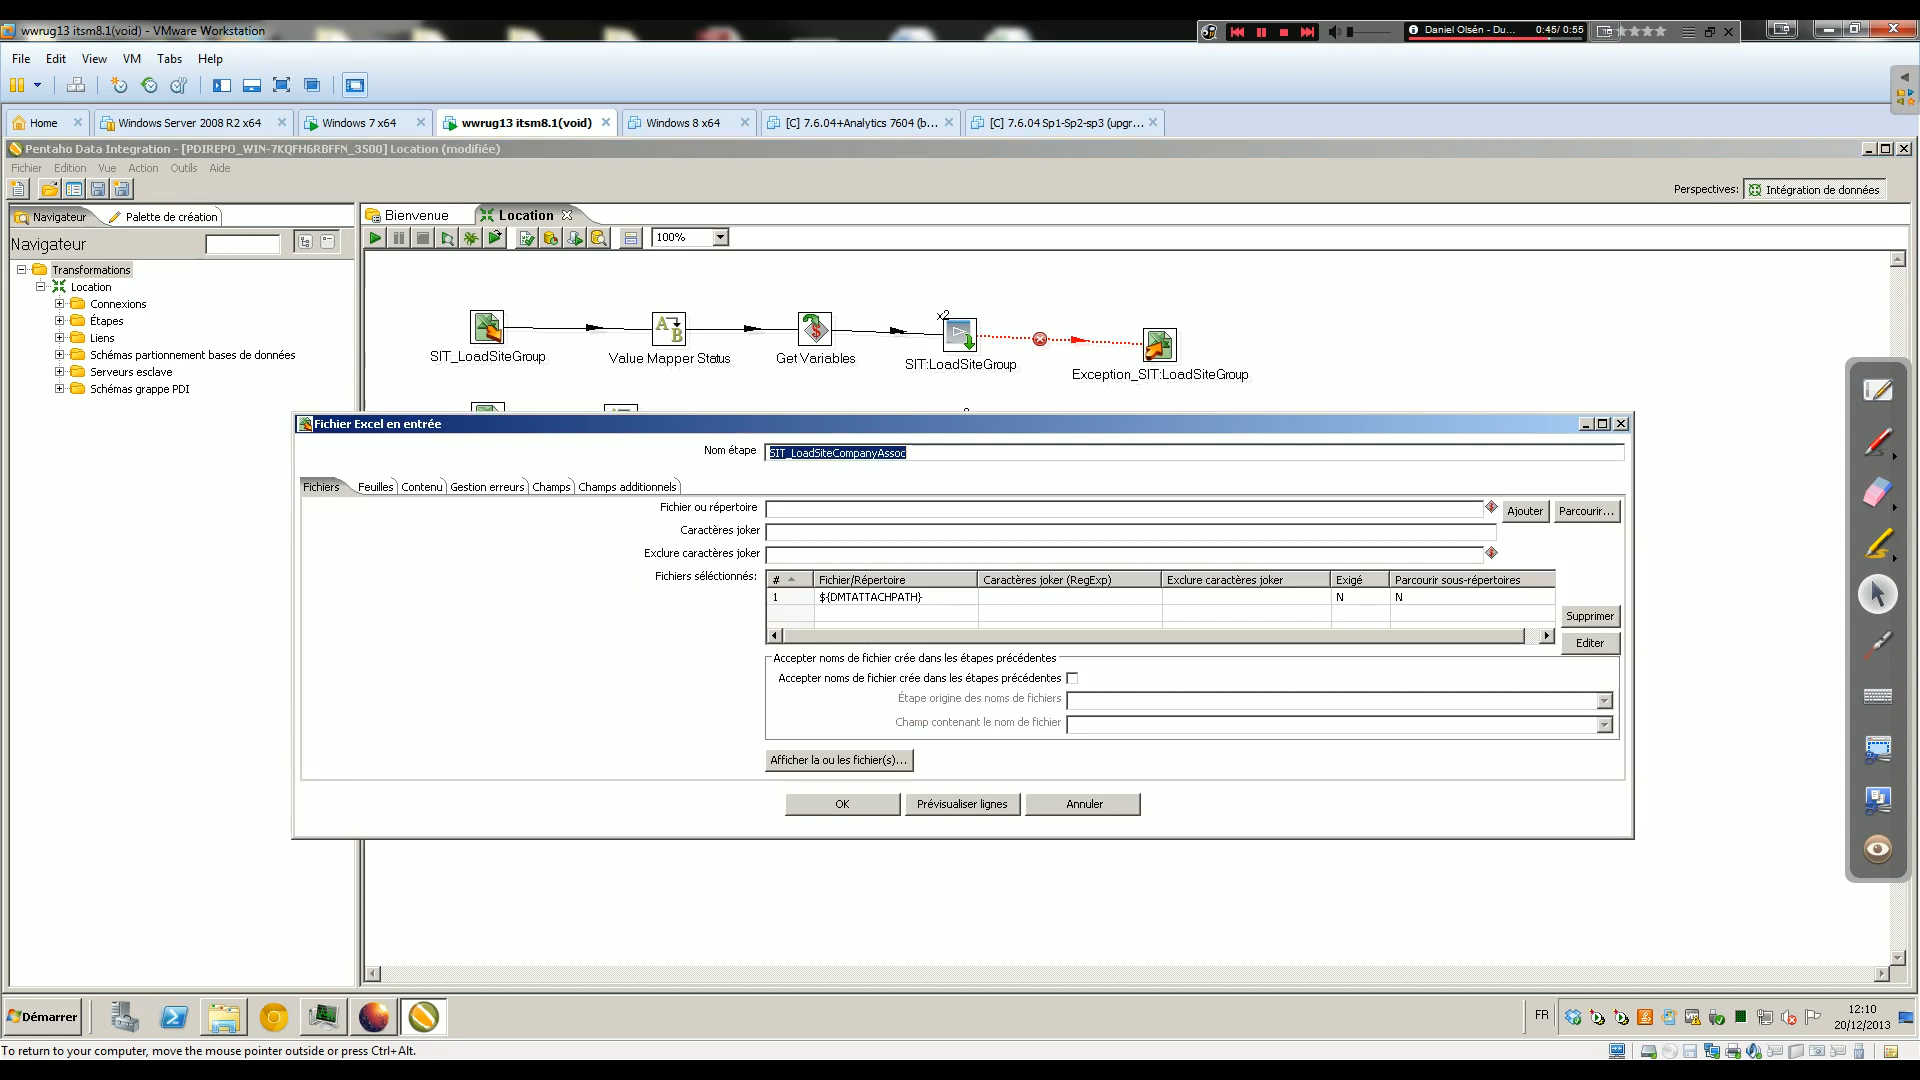 wwrug13 itsm8.1(void) - VMware Workstation
Daniel Olsén - Du... 0:45/ 0:55
File Edit View VM Tabs Help
Home Windows Server 2008 R2 x64 Windows 7 x64 wwrug13 itsm8.1(void) Windows 8 x64 [C] 7.6.04+Analytics 7604 (b... [C] 7.6.04 Sp1-Sp2-sp3 (upgr...
Pentaho Data Integration - [PDIREPO_WIN-7KQFH6RBFFN_3500] Location (modifiée)
Fichier Edition Vue Action Outils Aide
Perspectives: Intégration de données
Navigateur Palette de création
Bienvenue Location
Navigateur
100%
Transformations
Location
Connexions
Étapes
Liens
Schémas partionnement bases de données
Serveurs esclave
Schémas grappe PDI
x2
SIT_LoadSiteGroup
Value Mapper Status
Get Variables
SIT:LoadSiteGroup
Exception_SIT:LoadSiteGroup
Fichier Excel en entrée
Nom étape SIT_LoadSiteCompanyAssoc
Fichiers Feuilles Contenu Gestion erreurs Champs Champs additionnels
Fichier ou répertoire Ajouter Parcourir...
Caractères joker
Exclure caractères joker
Fichiers séléctionnés: # Fichier/Répertoire Caractères joker (RegExp) Exclure caractères joker Exigé Parcourir sous-répertoires
1 ${DMTATTACHPATH} N N
Supprimer
Editer
Accepter noms de fichier crée dans les étapes précédentes
Accepter noms de fichier crée dans les étapes précédentes
Étape origine des noms de fichiers
Champ contenant le nom de fichier
Afficher la ou les fichier(s)...
OK Prévisualiser lignes Annuler
Démarrer
FR
12:10
20/12/2013
To return to your computer, move the mouse pointer outside or press Ctrl+Alt.